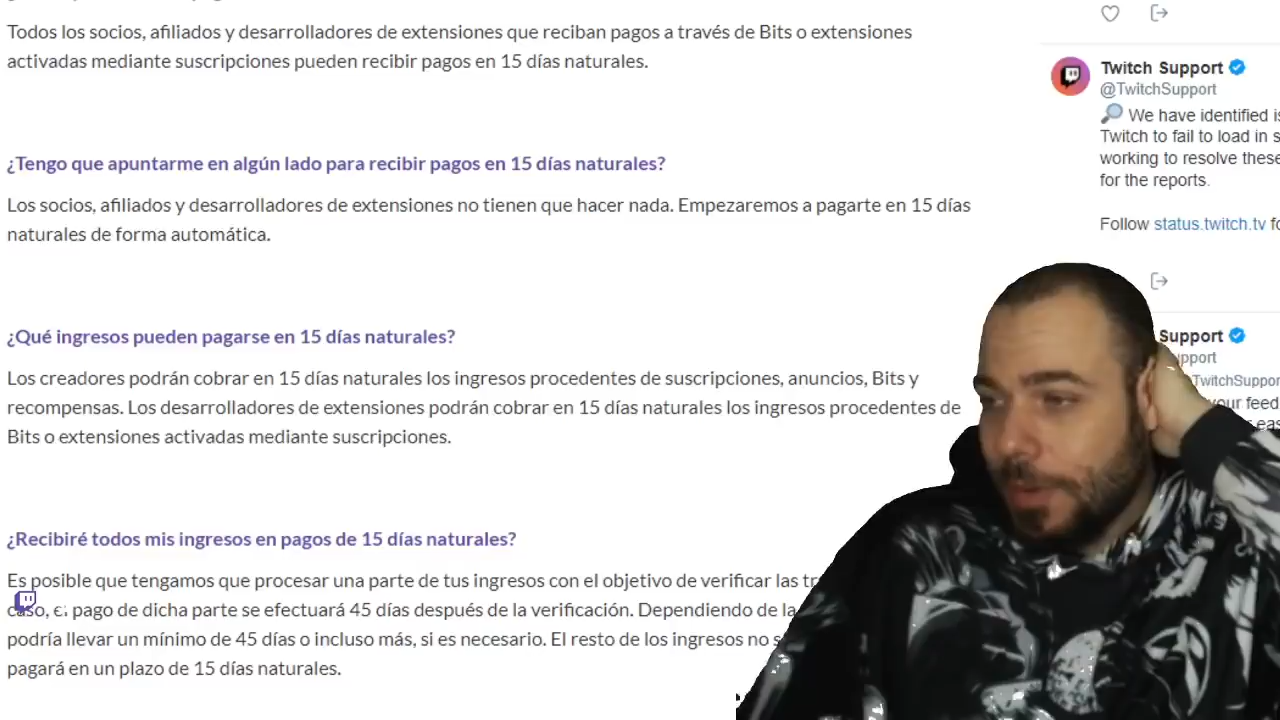 Todos los socios, afiliados y desarrolladores de extensiones que reciban pagos a través de Bits o extensiones
activadas mediante suscripciones pueden recibir pagos en 15 días naturales.
¿Tengo que apuntarme en algún lado para recibir pagos en 15 días naturales?
Los socios, afiliados y desarrolladores de extensiones no tienen que hacer nada. Empezaremos a pagarte en 15 días
naturales de forma automática.
¿Qué ingresos pueden pagarse en 15 días naturales?
Los creadores podrán cobrar en 15 días naturales los ingresos procedentes de suscripciones, anuncios, Bits y
recompensas. Los desarrolladores de extensiones podrán cobrar en 15 días naturales los ingresos procedentes de
Bits o extensiones activadas mediante suscripciones.
¿Recibiré todos mis ingresos en pagos de 15 días naturales?
Es posible que tengamos que procesar una parte de tus ingresos con el objetivo de verificar las
caso, el pago de dicha parte se efectuará 45 días después de la verificación. Dependiendo de la
podría llevar un mínimo de 45 días o incluso más, si es necesario. El resto de los ingresos no
pagará en un plazo de 15 días naturales.
Twitch Support
@TwitchSupport
We have identified
Twitch to fail to load in
working to resolve these
for the reports.
Follow status.twitch.tv
Support
TwitchSuppor
your feed